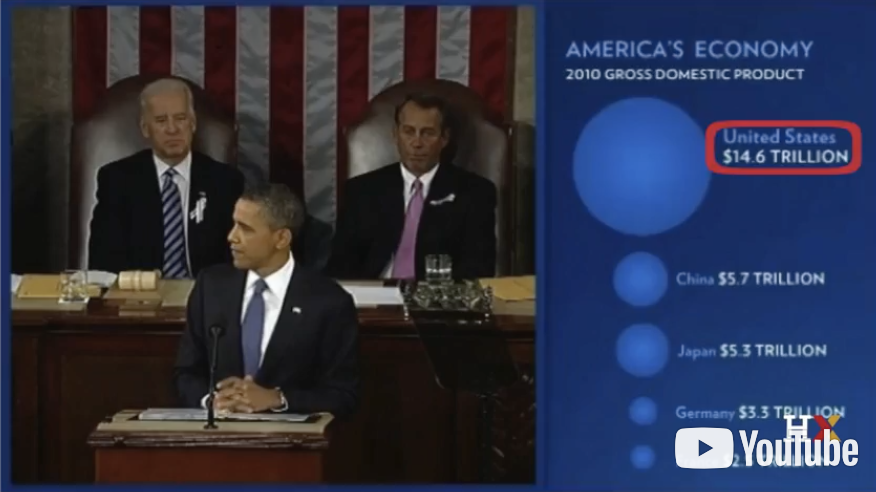 AMERICA'S ECONOMY
2010 GROSS DOMESTIC PRODUCT
United States
$14.6 TRILLION
China $5.7 TRILLION
Japan $5.3 TRILLION
Germany $3.3 TRILLION
HX
YouTube